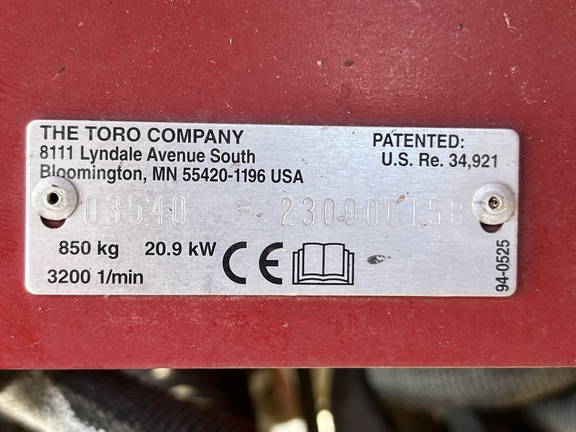 THE TORO COMPANY
8111 Lyndale Avenue South
Bloomington, MN 55420-1196 USA
PATENTED:
U.S. Re. 34,921
03540 - 230000158
850 kg 20.9 kW
3200 1/min
CE
94-0525